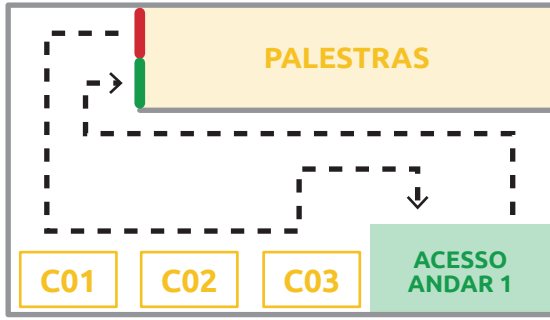 PALESTRAS
C01
C02
C03
ACESSO
ANDAR 1